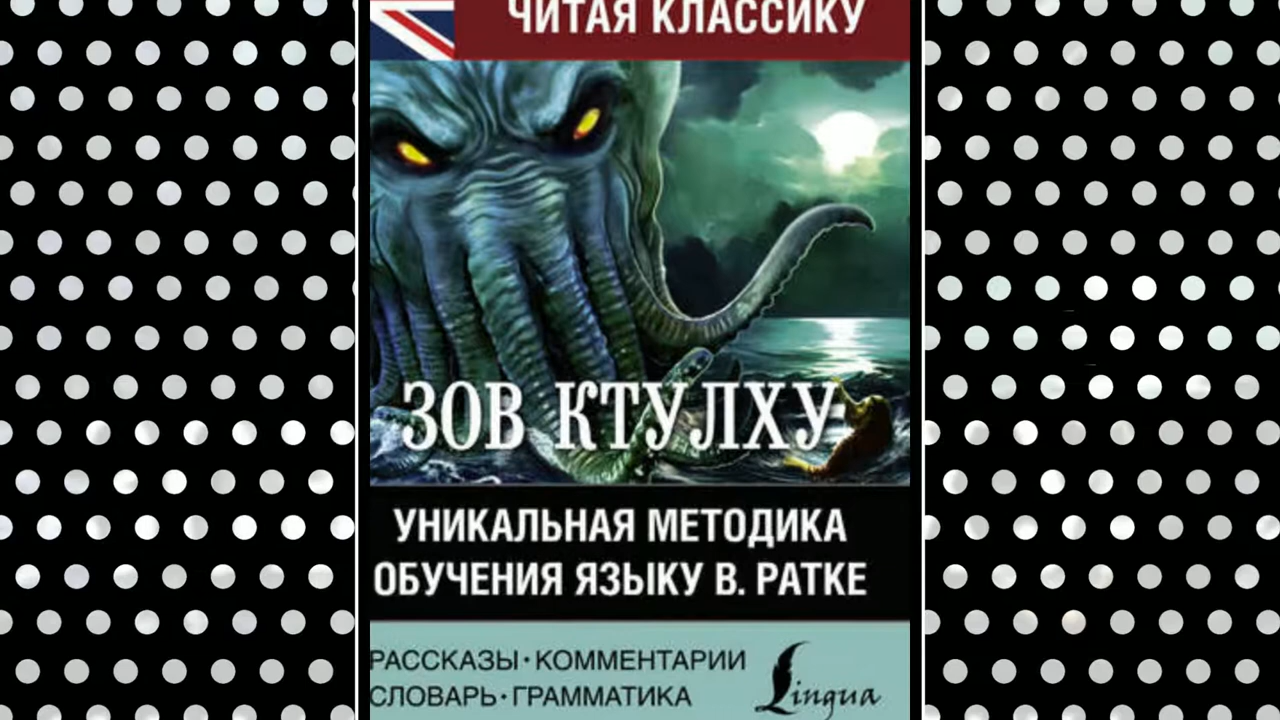 ЧИТАЯ КЛАССИКУ
ЗОВ КТУЛХУ
УНИКАЛЬНАЯ МЕТОДИКА
ОБУЧЕНИЯ ЯЗЫКУ В. РАТКЕ
РАССКАЗЫ·КОММЕНТАРИИ
СЛОВАРЬ·ГРАММАТИКА
Lingua